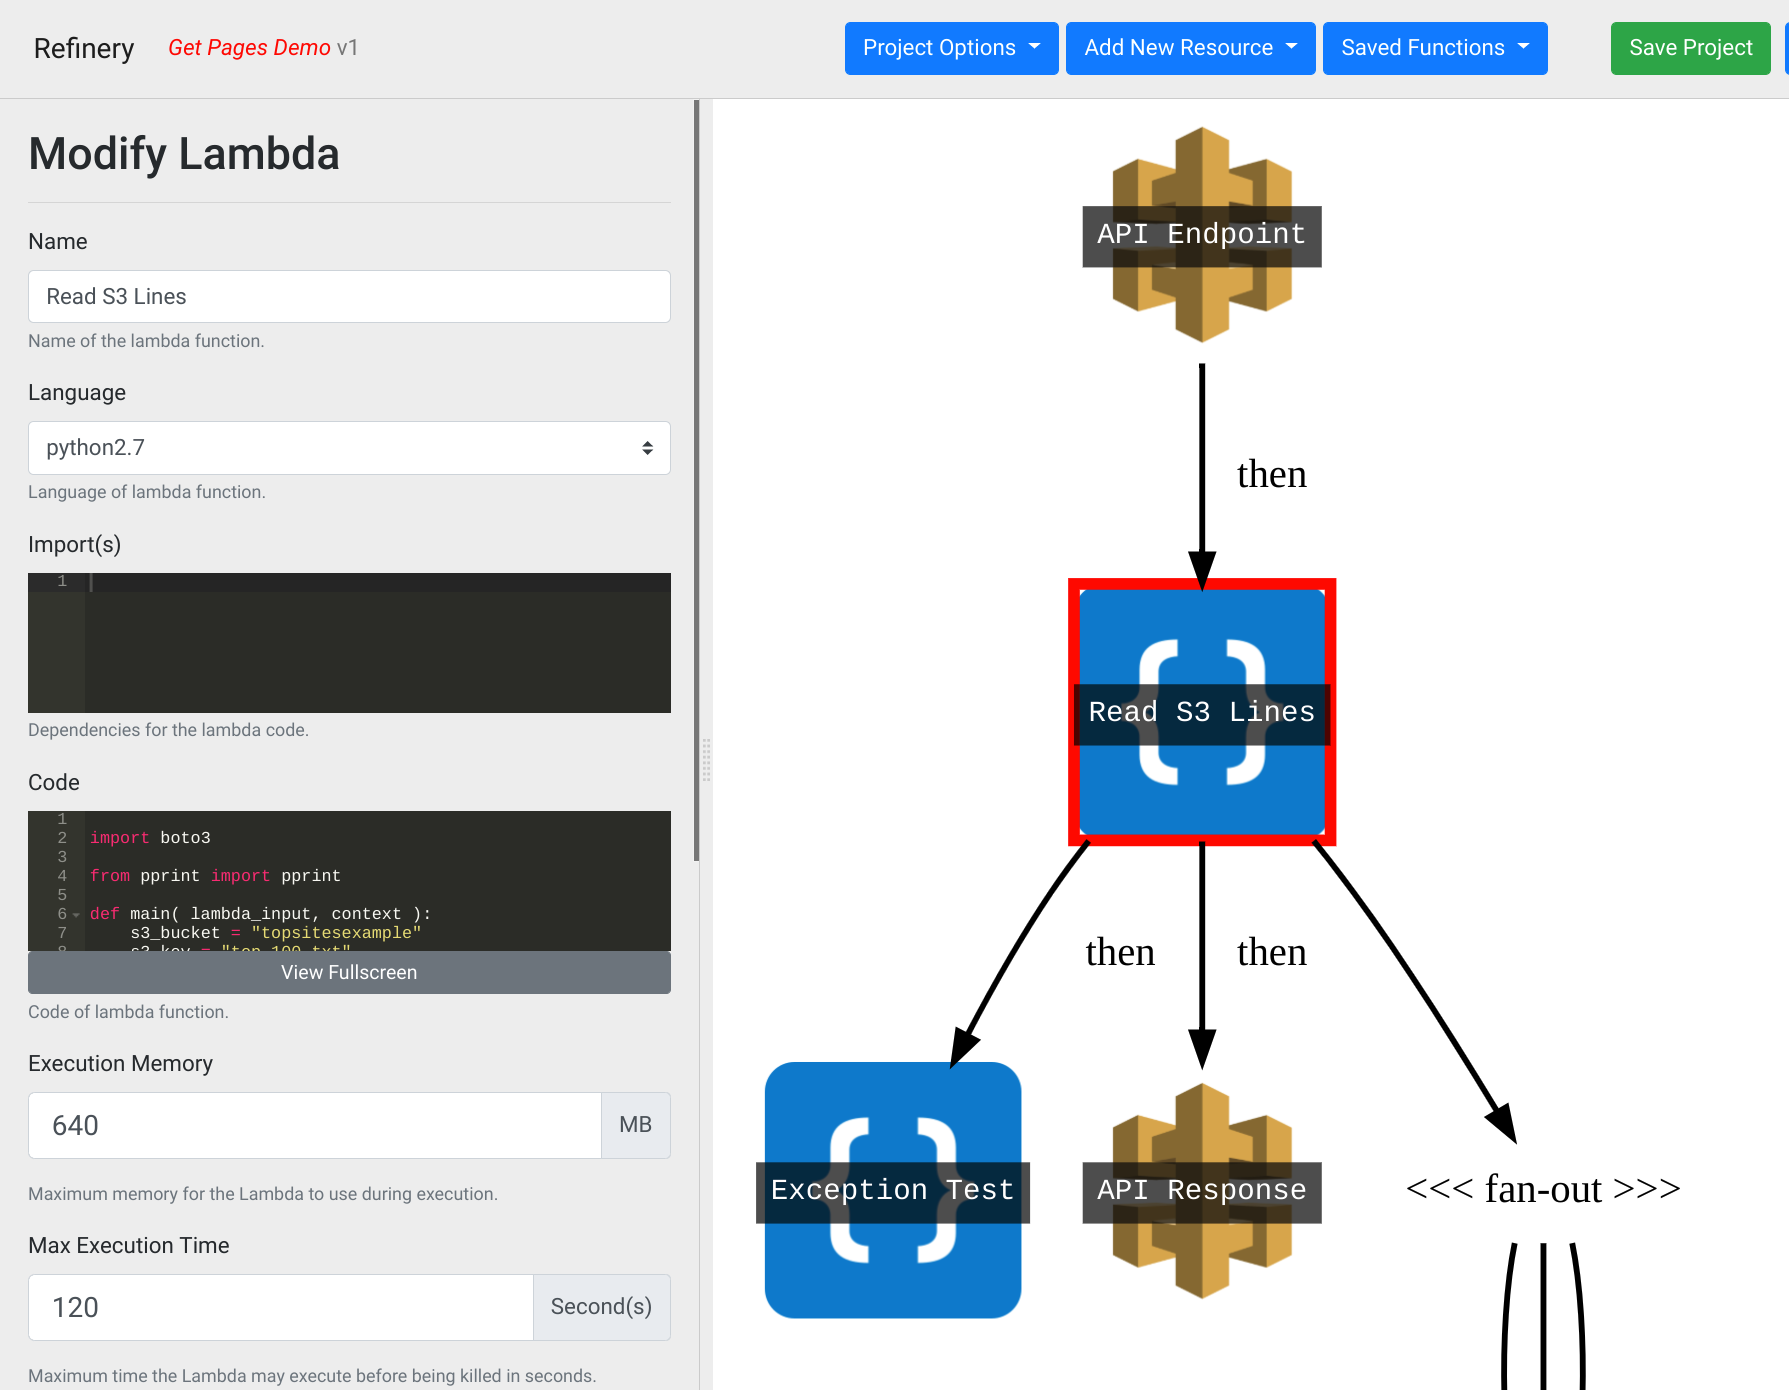 Refinery
Get Pages Demo v1
Project Options
Add New Resource
Saved Functions
Save Project
Modify Lambda
Name
Read S3 Lines
Name of the lambda function.
Language
python2.7
Language of lambda function.
Import(s)
1
Dependencies for the lambda code.
Code
1
2 import boto3
3
4 from pprint import pprint
5
6 def main( lambda_input, context ):
7 s3_bucket = "topsitesexample"
8 s3_key = "top-100.txt"
View Fullscreen
Code of lambda function.
Execution Memory
640 MB
Maximum memory for the Lambda to use during execution.
Max Execution Time
120 Second(s)
Maximum time the Lambda may execute before being killed in seconds.
API Endpoint
then
Read S3 Lines
then then
Exception Test
API Response
<<< fan-out >>>